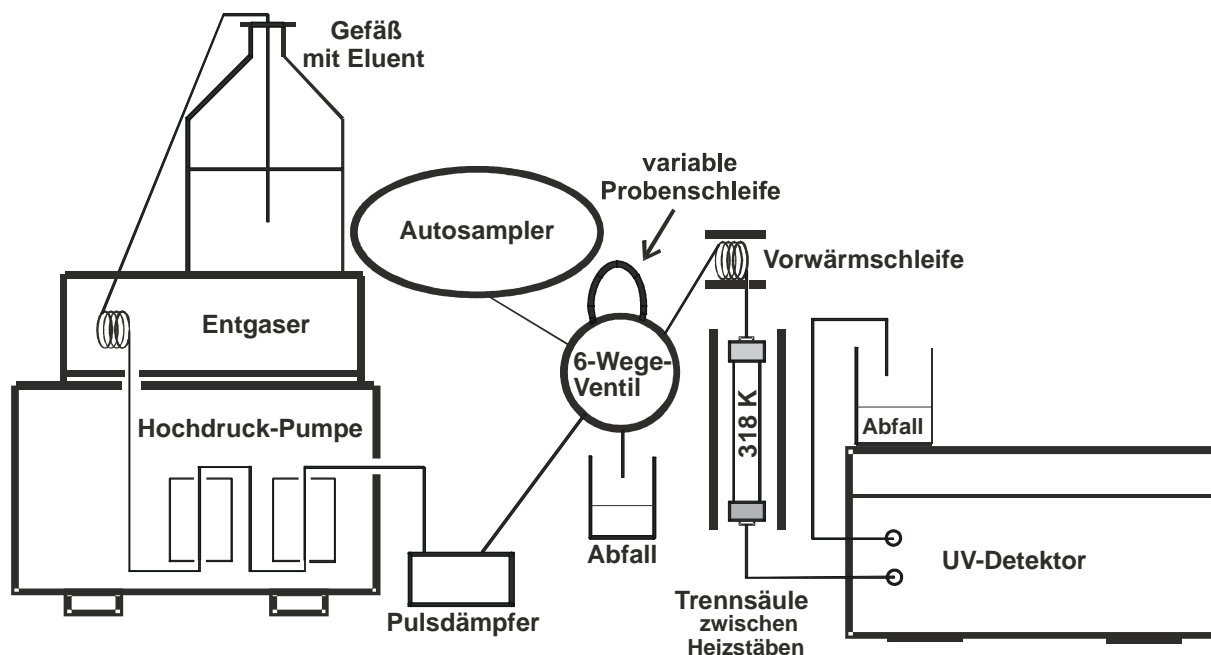 Gefäß
mit Eluent
variable
Probenschleife
Autosampler
Vorwärmschleife
Entgaser
6-Wege-
Ventil
318 K
Hochdruck-Pumpe
Abfall
Abfall
UV-Detektor
Pulsdämpfer
Trennsäule
zwischen
Heizstäben